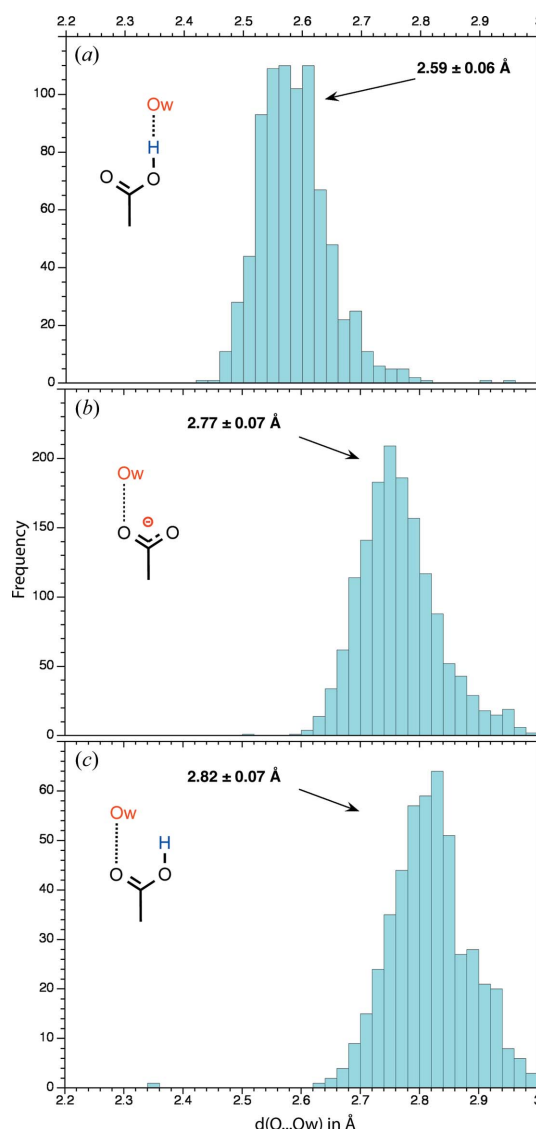 2.2 2.3 2.4 2.5 2.6 2.7 2.8 2.9 3
(a)
2.59 ± 0.06 Å
100
Ow
80
H
O
O
60
40
20
0
(b)
2.77 ± 0.07 Å
200
Ow
⊖
150
O
O
Frequency
100
50
0
(c)
2.82 ± 0.07 Å
60
Ow
50
H
40
O
O
30
20
10
0
2.2 2.3 2.4 2.5 2.6 2.7 2.8 2.9 3
d(O...Ow) in Å